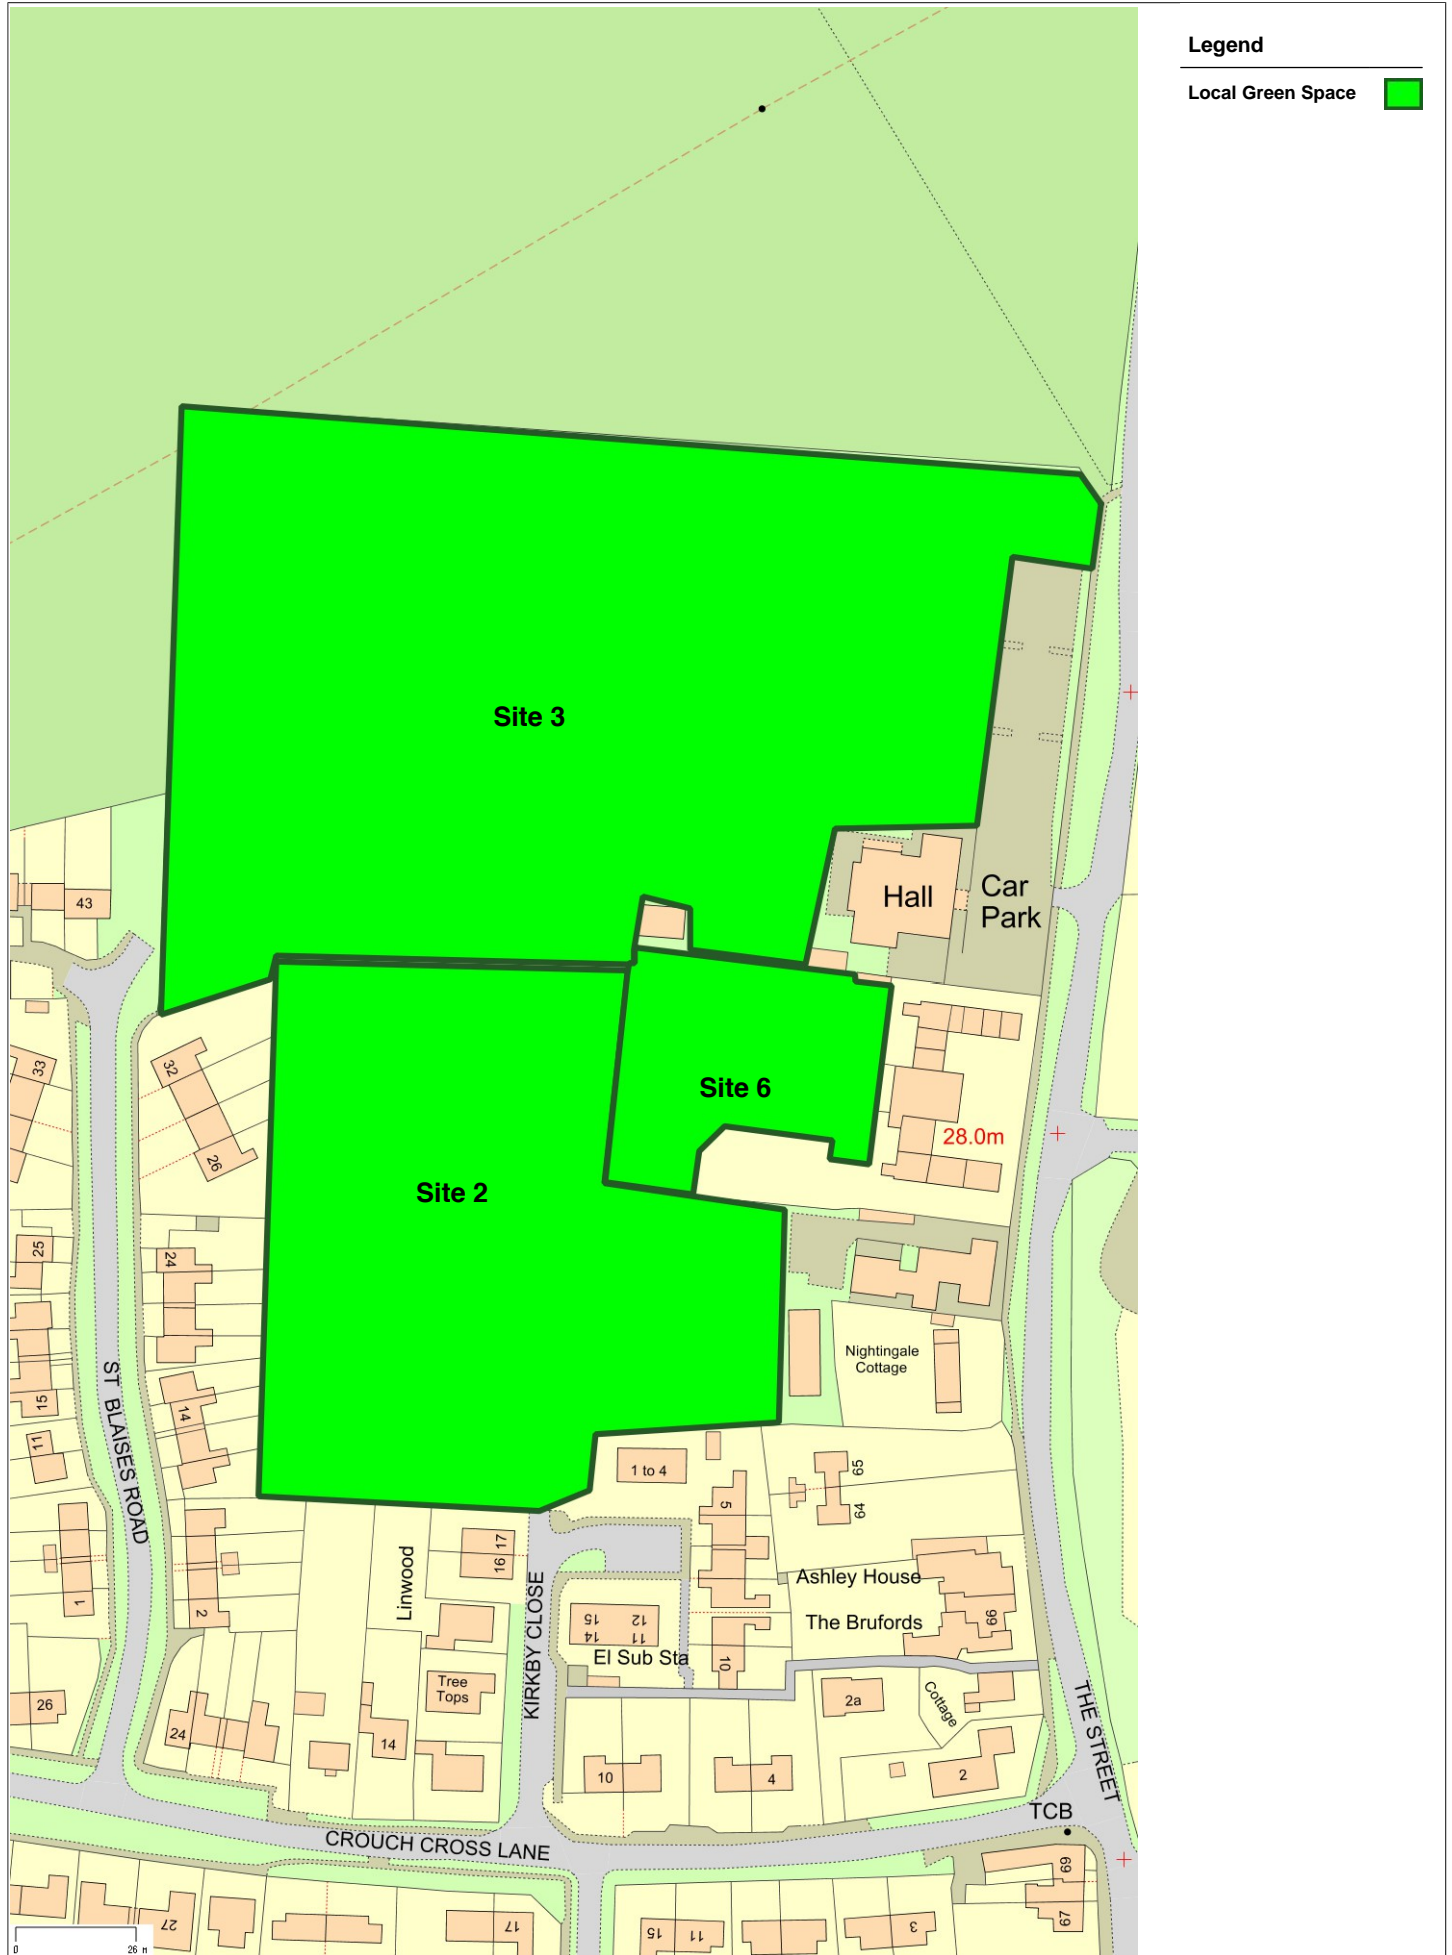 Legend
Local Green Space
Site 3
Hall
Car
Park
43
Site 6
28.0m
33
32
26
Site 2
25
24
Nightingale
Cottage
15
14
11
ST BLAISES ROAD
1 to 4
5
65
64
1
2
Linwood
16 17
KIRKBY CLOSE
15 12
14 11
El Sub Sta
10
Ashley House
The Brufords
66
26
24
14
Tree
Tops
2a
Cottage
10
4
2
THE STREET
TCB
CROUCH CROSS LANE
27
17
15
11
3
69
67
0
26 m